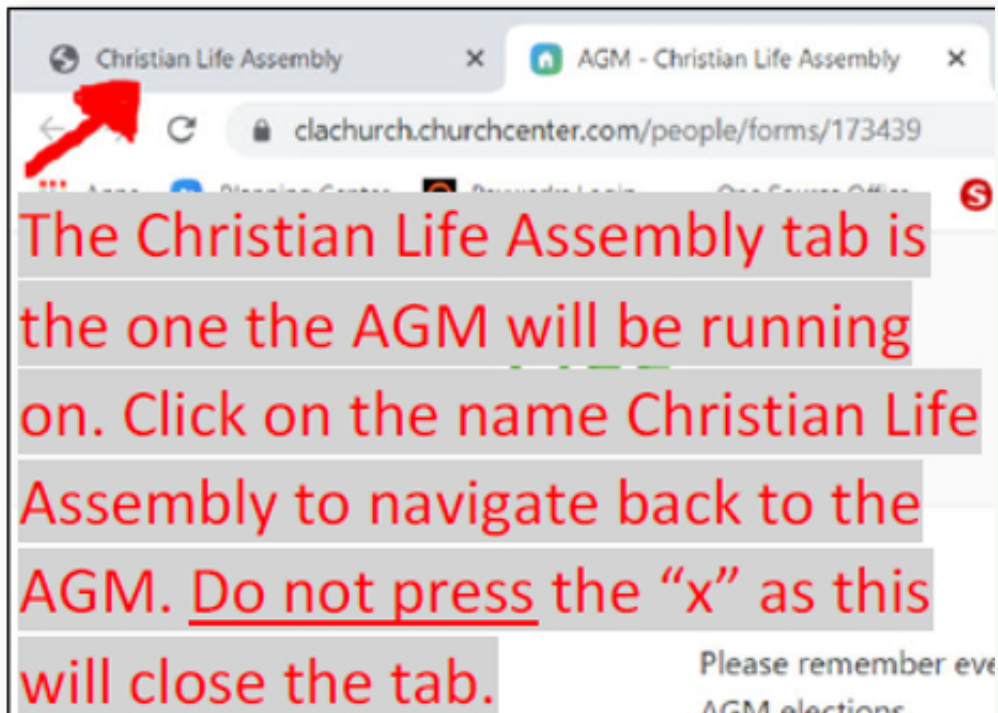 Christian Life Assembly × AGM - Christian Life Assembly ×
clachurch.churchcenter.com/people/forms/173439
The Christian Life Assembly tab is
the one the AGM will be running
on. Click on the name Christian Life
Assembly to navigate back to the
AGM. Do not press the “x” as this
will close the tab.
Please remember eve
AGM elections